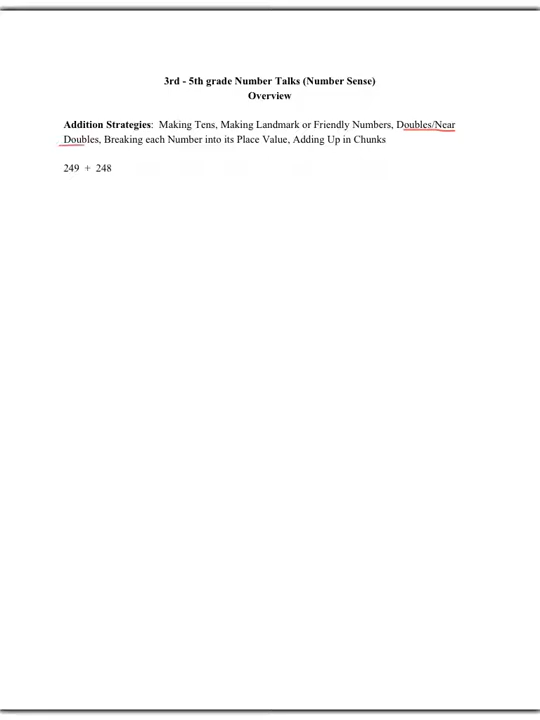 3rd - 5th grade Number Talks (Number Sense)
Overview
Addition Strategies:  Making Tens, Making Landmark or Friendly Numbers, Doubles/Near
Doubles, Breaking each Number into its Place Value, Adding Up in Chunks
249  +  248